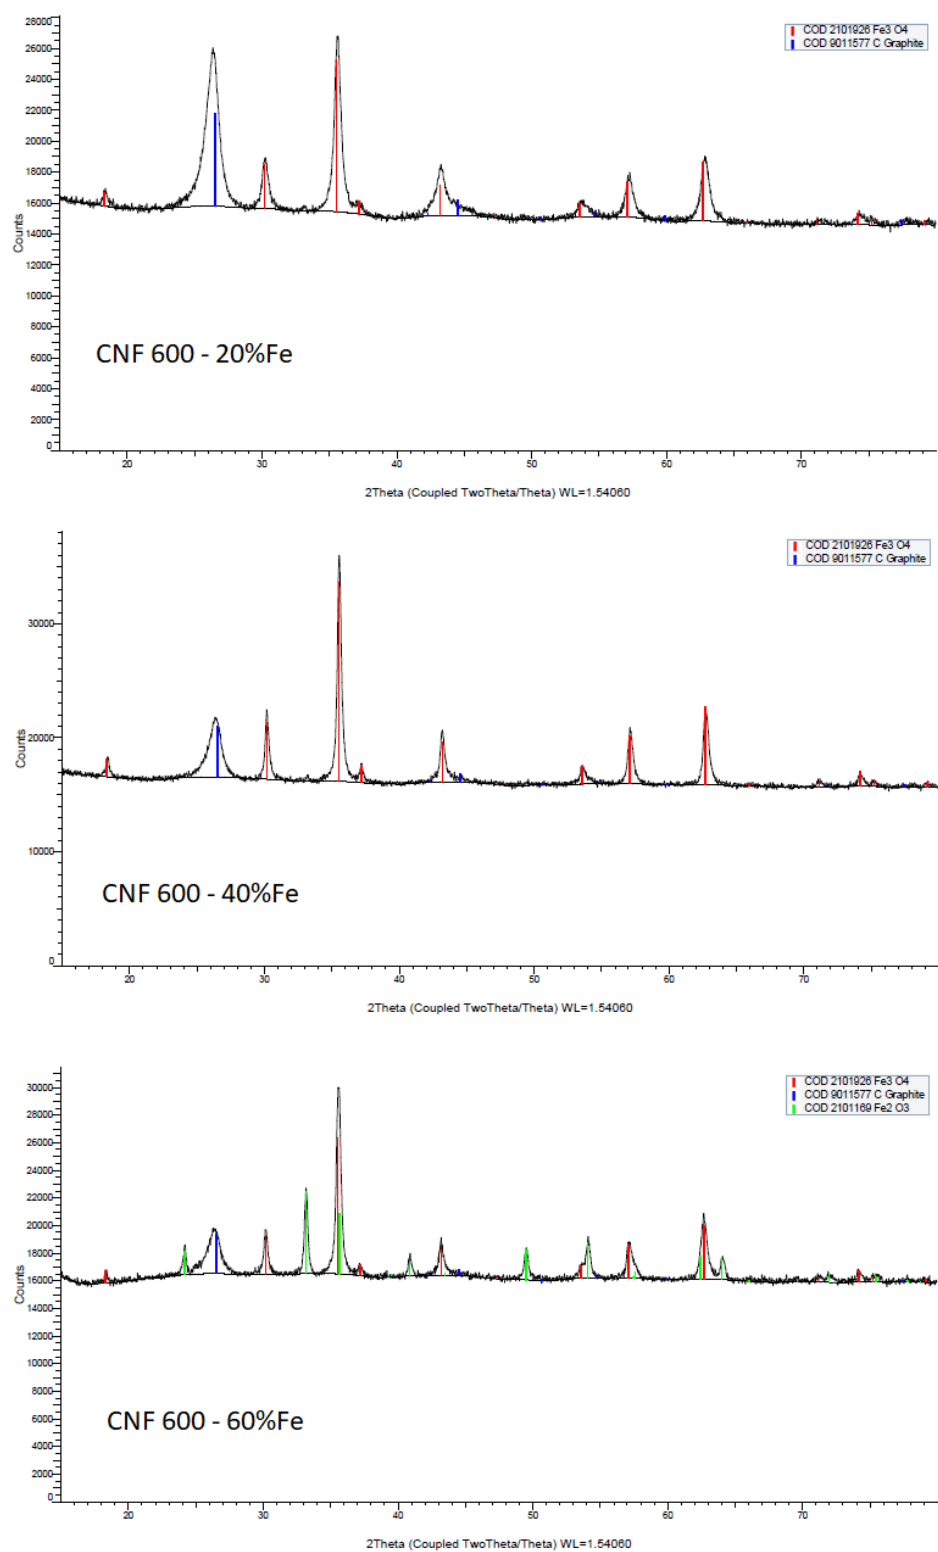 28000
26000
24000
22000
20000
18000
16000
14000
12000
10000
8000
6000
4000
2000
0
Counts
COD 2101926 Fe3 O4
COD 9011577 C Graphite
CNF 600 - 20%Fe
20 30 40 50 60 70
2Theta (Coupled TwoTheta/Theta) WL=1.54060
30000
20000
10000
0
Counts
COD 2101926 Fe3 O4
COD 9011577 C Graphite
CNF 600 - 40%Fe
20 30 40 50 60 70
2Theta (Coupled TwoTheta/Theta) WL=1.54060
30000
28000
26000
24000
22000
20000
18000
16000
14000
12000
10000
8000
6000
4000
2000
0
Counts
COD 2101926 Fe3 O4
COD 9011577 C Graphite
COD 2101169 Fe2 O3
CNF 600 - 60%Fe
20 30 40 50 60 70
2Theta (Coupled TwoTheta/Theta) WL=1.54060